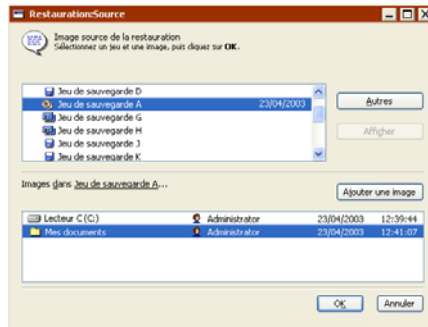 Restauration:Source
Image source de la restauration
Sélectionnez un jeu et une image, puis cliquez sur OK.
Jeu de sauvegarde D
Jeu de sauvegarde A 23/04/2003
Jeu de sauvegarde G
Jeu de sauvegarde H
Jeu de sauvegarde J
Jeu de sauvegarde K
Autres
Afficher
Images dans Jeu de sauvegarde A...
Ajouter une image
Lecteur C (C:) Administrator 23/04/2003 12:39:44
Mes documents Administrator 23/04/2003 12:41:07
OK Annuler